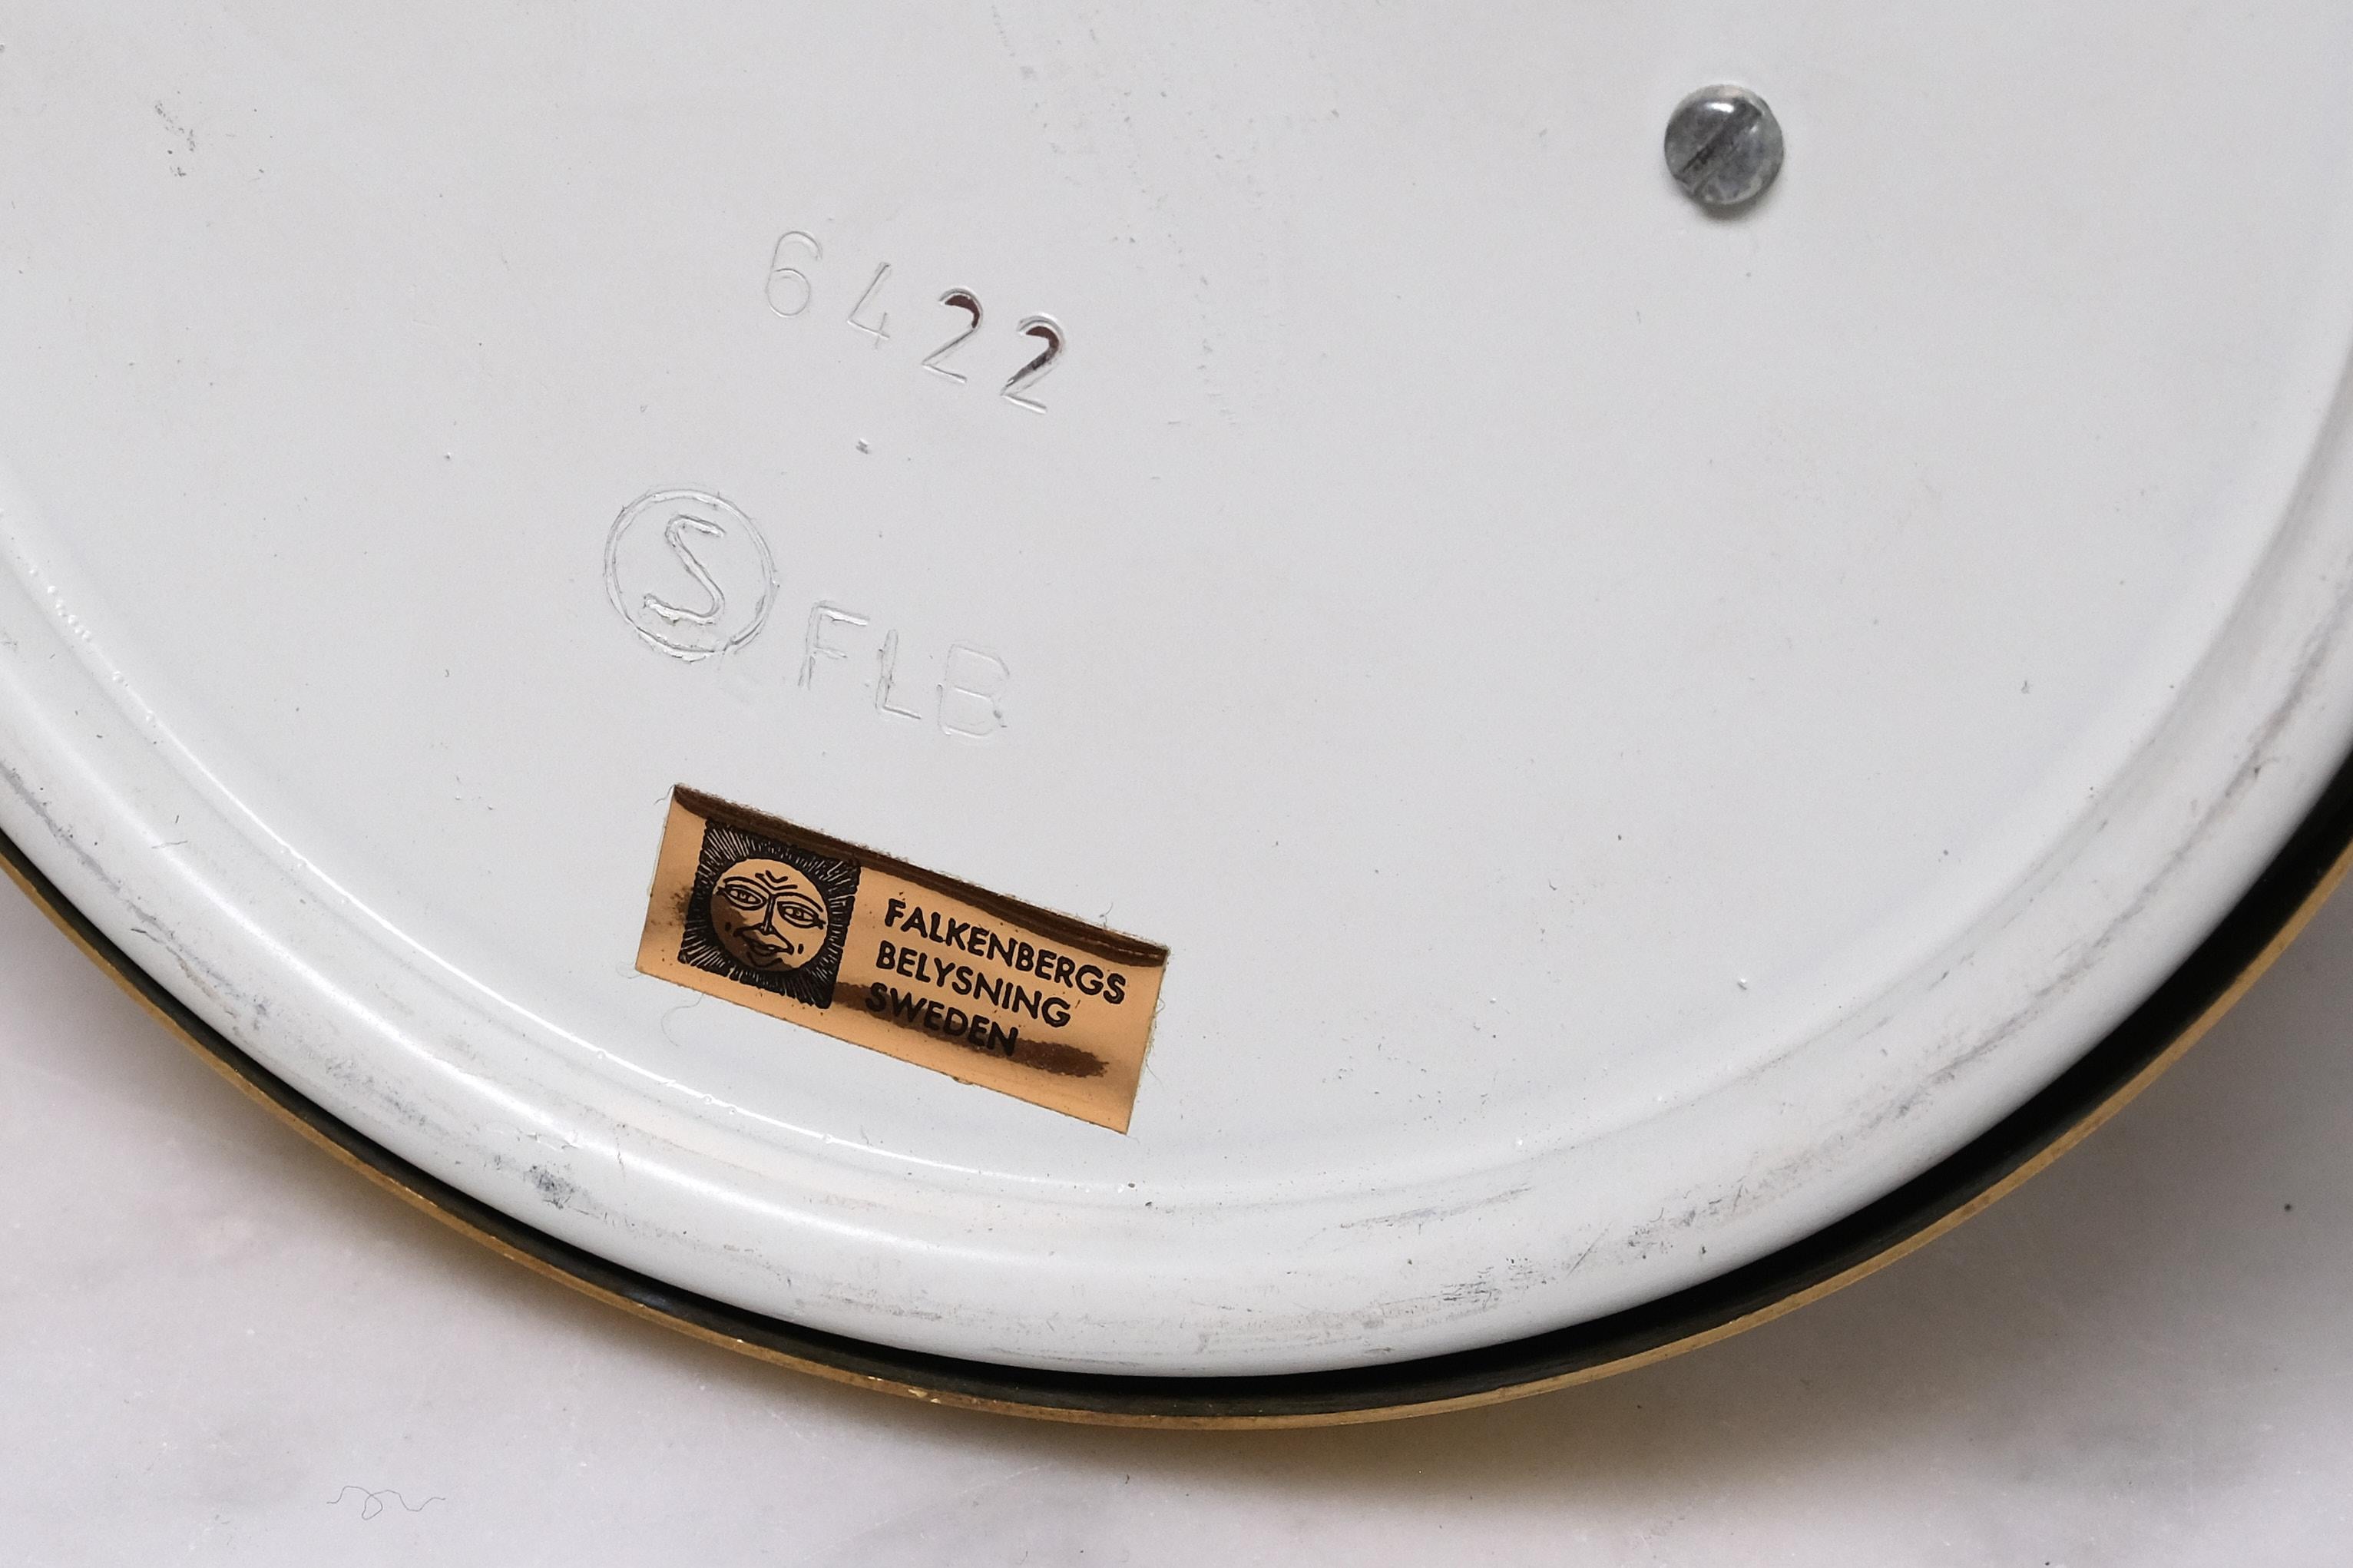 6422
S FLB
FALKENBERGS
BELYSNING
SWEDEN